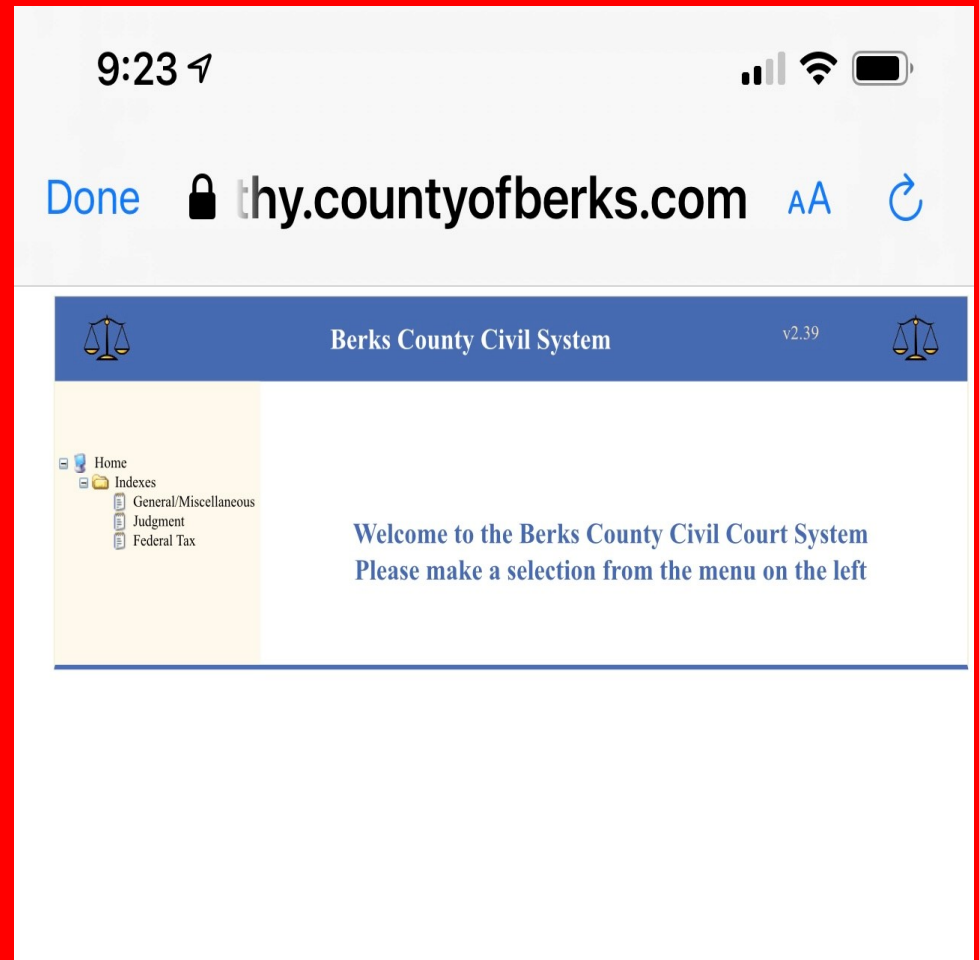 9:23
Done thy.countyofberks.com AA
Berks County Civil System v2.39
Home
Indexes
General/Miscellaneous
Judgment
Federal Tax
Welcome to the Berks County Civil Court System
Please make a selection from the menu on the left